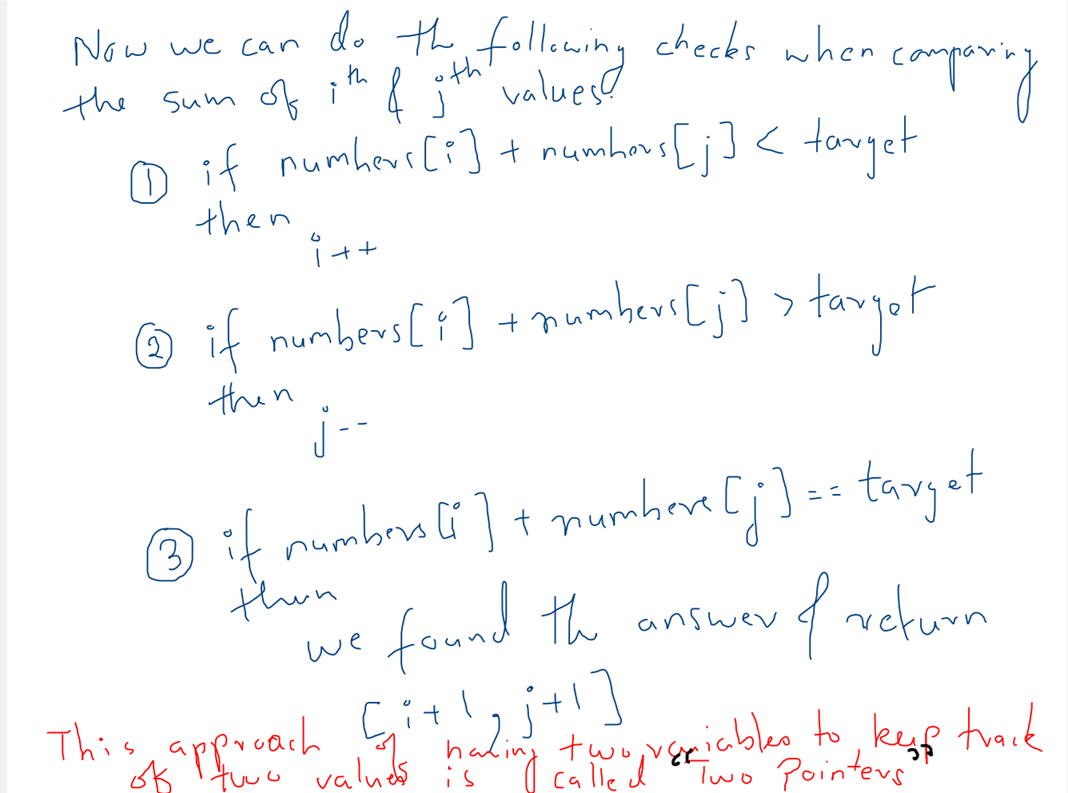 Now we can do th following checks when comparing
the sum of ith & jth values:
① if numbers[i] + numbers[j] < target
then
i++
② if numbers[i] + numbers[j] > target
then
j--
③ if numbers[i] + numbers[j] == target
then
we found th answer & return
[i+1, j+1]
This approach of having two variables to keep track
of two values is called "Two Pointers"